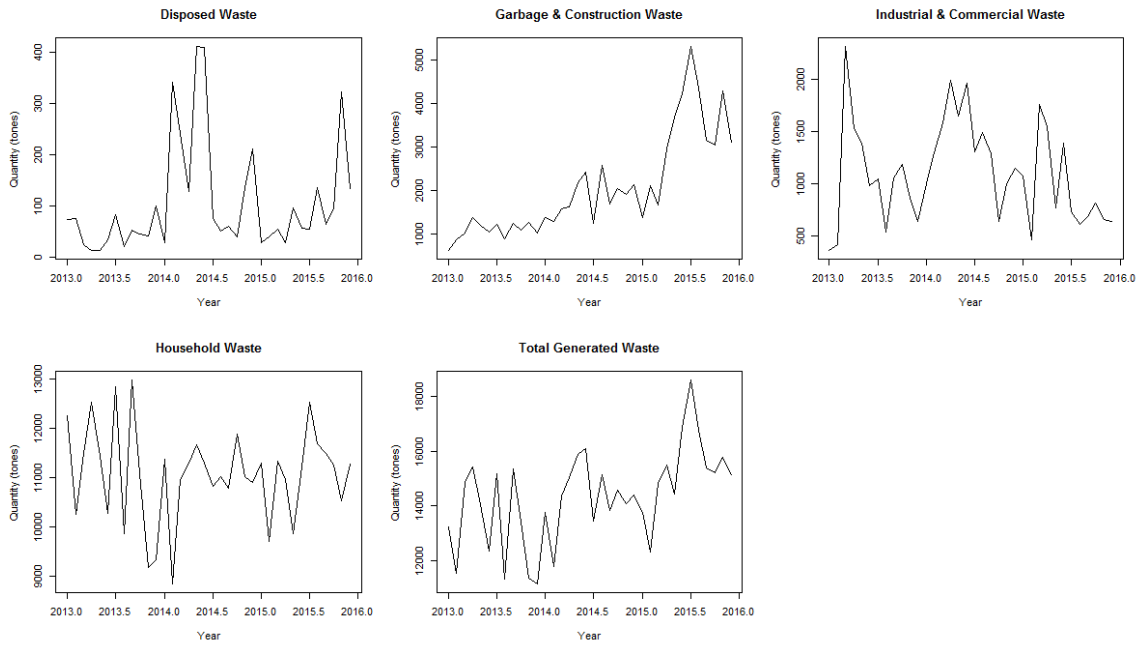 Disposed Waste
Quantity (tones)
400
300
200
100
0
2013.0 2013.5 2014.0 2014.5 2015.0 2015.5 2016.0
Year
Garbage & Construction Waste
Quantity (tones)
5000
4000
3000
2000
1000
2013.0 2013.5 2014.0 2014.5 2015.0 2015.5 2016.0
Year
Industrial & Commercial Waste
Quantity (tones)
2000
1500
1000
500
2013.0 2013.5 2014.0 2014.5 2015.0 2015.5 2016.0
Year
Household Waste
Quantity (tones)
13000
12000
11000
10000
9000
2013.0 2013.5 2014.0 2014.5 2015.0 2015.5 2016.0
Year
Total Generated Waste
Quantity (tones)
18000
16000
14000
12000
2013.0 2013.5 2014.0 2014.5 2015.0 2015.5 2016.0
Year